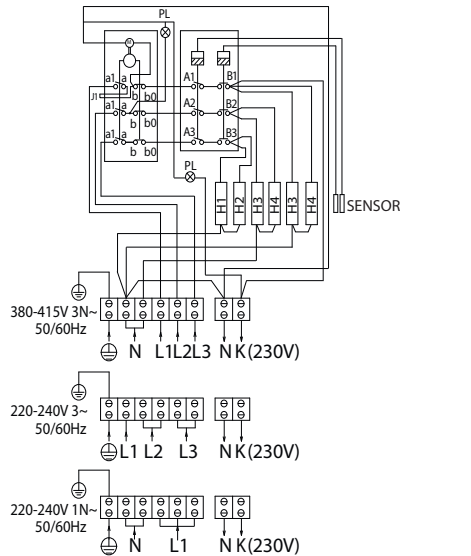 PL
M
a1 a
A1 B1
Л1
b b0
a1 a
A2 B2
b b0
a1 a
A3 B3
b b0
PL
H1 H2 H3 H4 H3 H4
SENSOR
380-415V 3N~
50/60Hz
N L1L2L3 N K(230V)
220-240V 3~
50/60Hz
L1 L2 L3 N K(230V)
220-240V 1N~
50/60Hz
N L1 N K(230V)